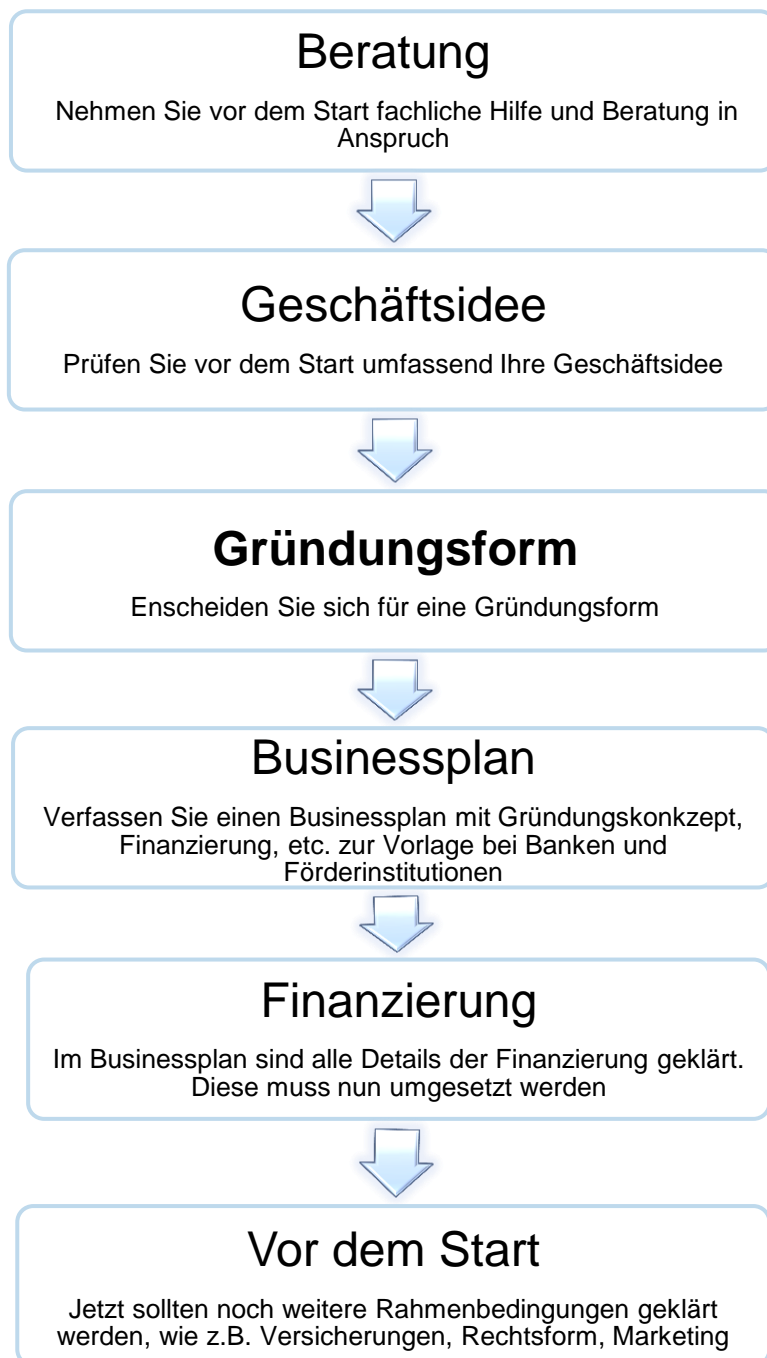 Beratung
Nehmen Sie vor dem Start fachliche Hilfe und Beratung in
Anspruch
Geschäftsidee
Prüfen Sie vor dem Start umfassend Ihre Geschäftsidee
Gründungsform
Enscheiden Sie sich für eine Gründungsform
Businessplan
Verfassen Sie einen Businessplan mit Gründungskonkzept,
Finanzierung, etc. zur Vorlage bei Banken und
Förderinstitutionen
Finanzierung
Im Businessplan sind alle Details der Finanzierung geklärt.
Diese muss nun umgesetzt werden
Vor dem Start
Jetzt sollten noch weitere Rahmenbedingungen geklärt
werden, wie z.B. Versicherungen, Rechtsform, Marketing